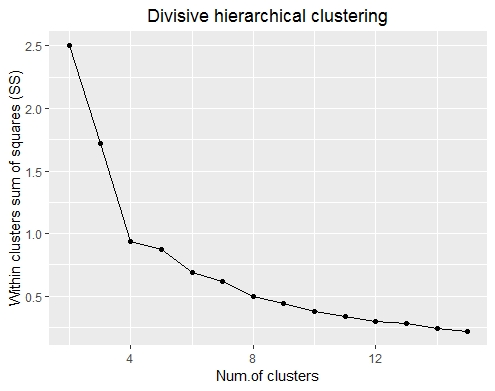 Divisive hierarchical clustering
Within clusters sum of squares (SS)
2.5
2.0
1.5
1.0
0.5
4
8
12
Num.of clusters